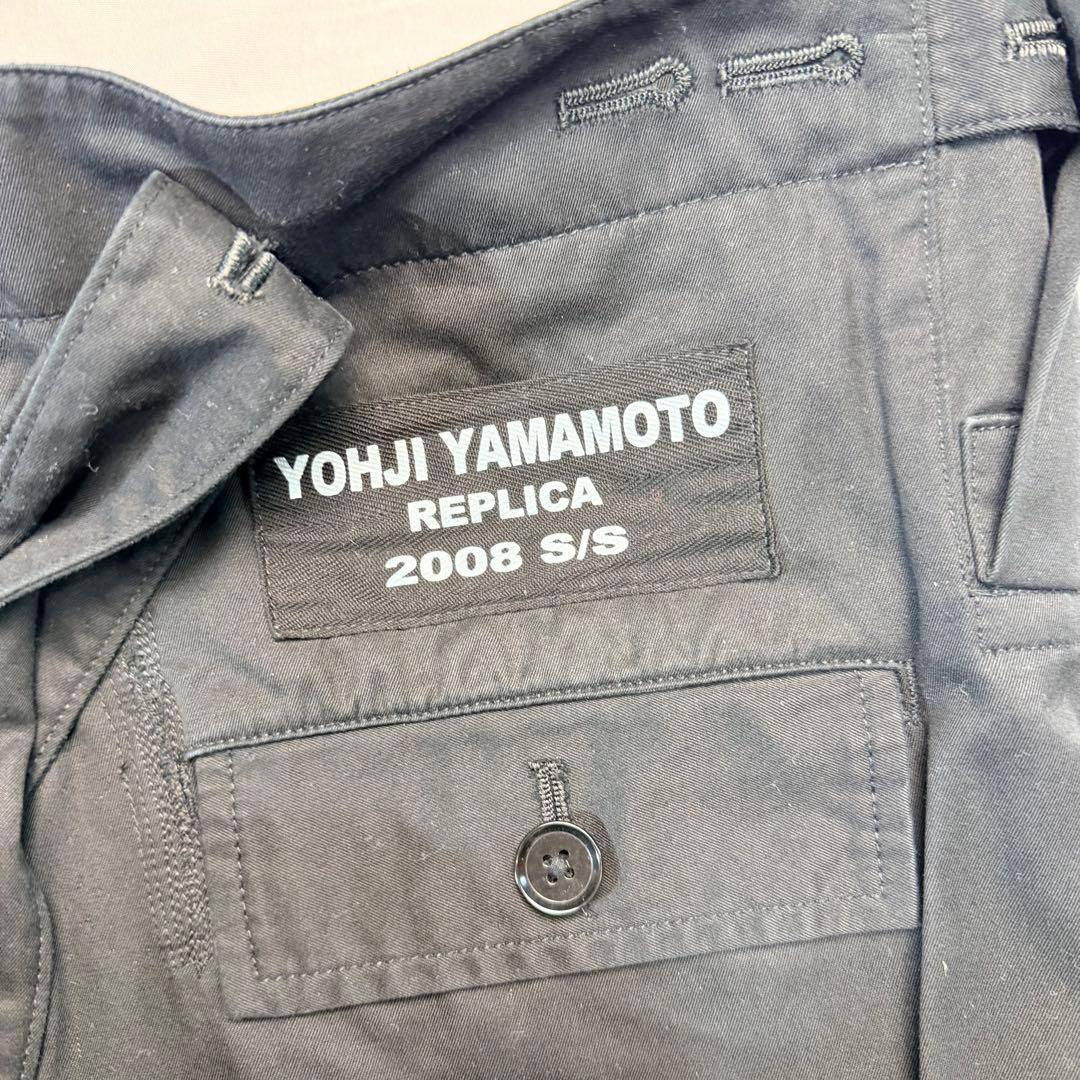 YOHJI YAMAMOTO
REPLICA
2008 S/S